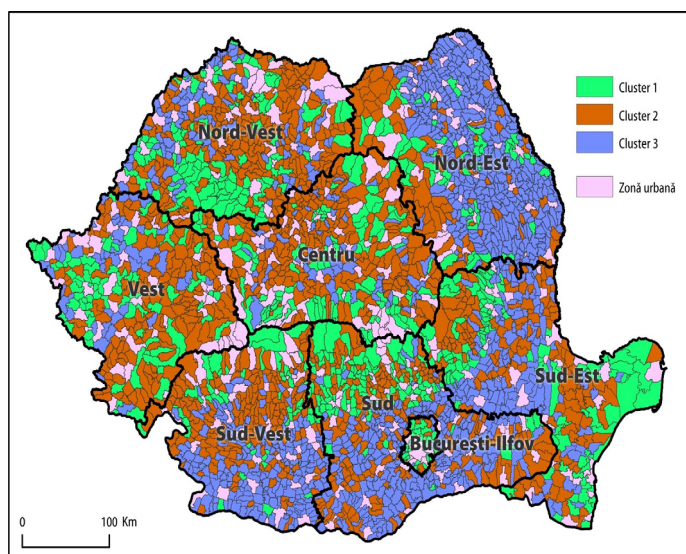 Cluster 1
Cluster 2
Cluster 3
Zonă urbană
Nord-Vest
Nord-Est
Centru
Vest
Sud-Est
Sud
Sud-Vest
Bucureşti-Ilfov
0 100 Km